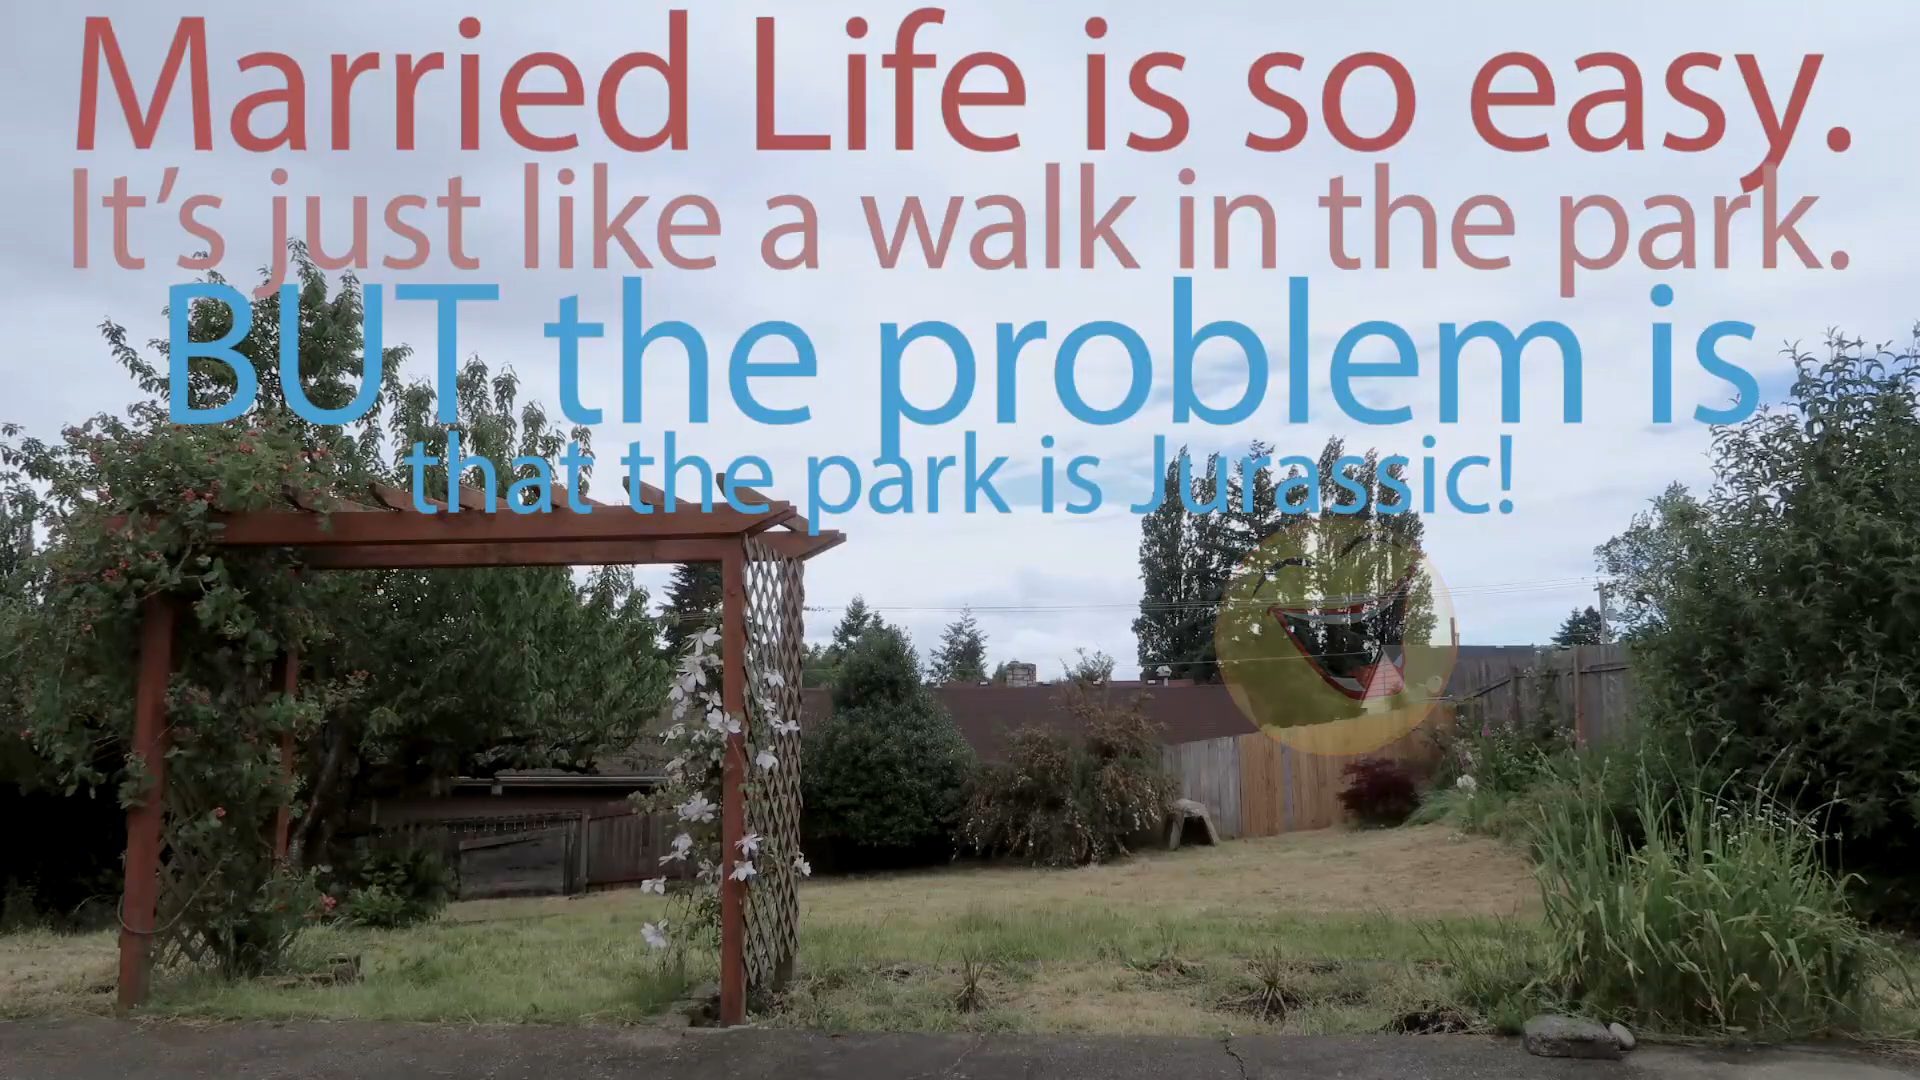 Married Life is so easy.
It’s just like a walk in the park.
BUT the problem is
that the park is Jurassic!